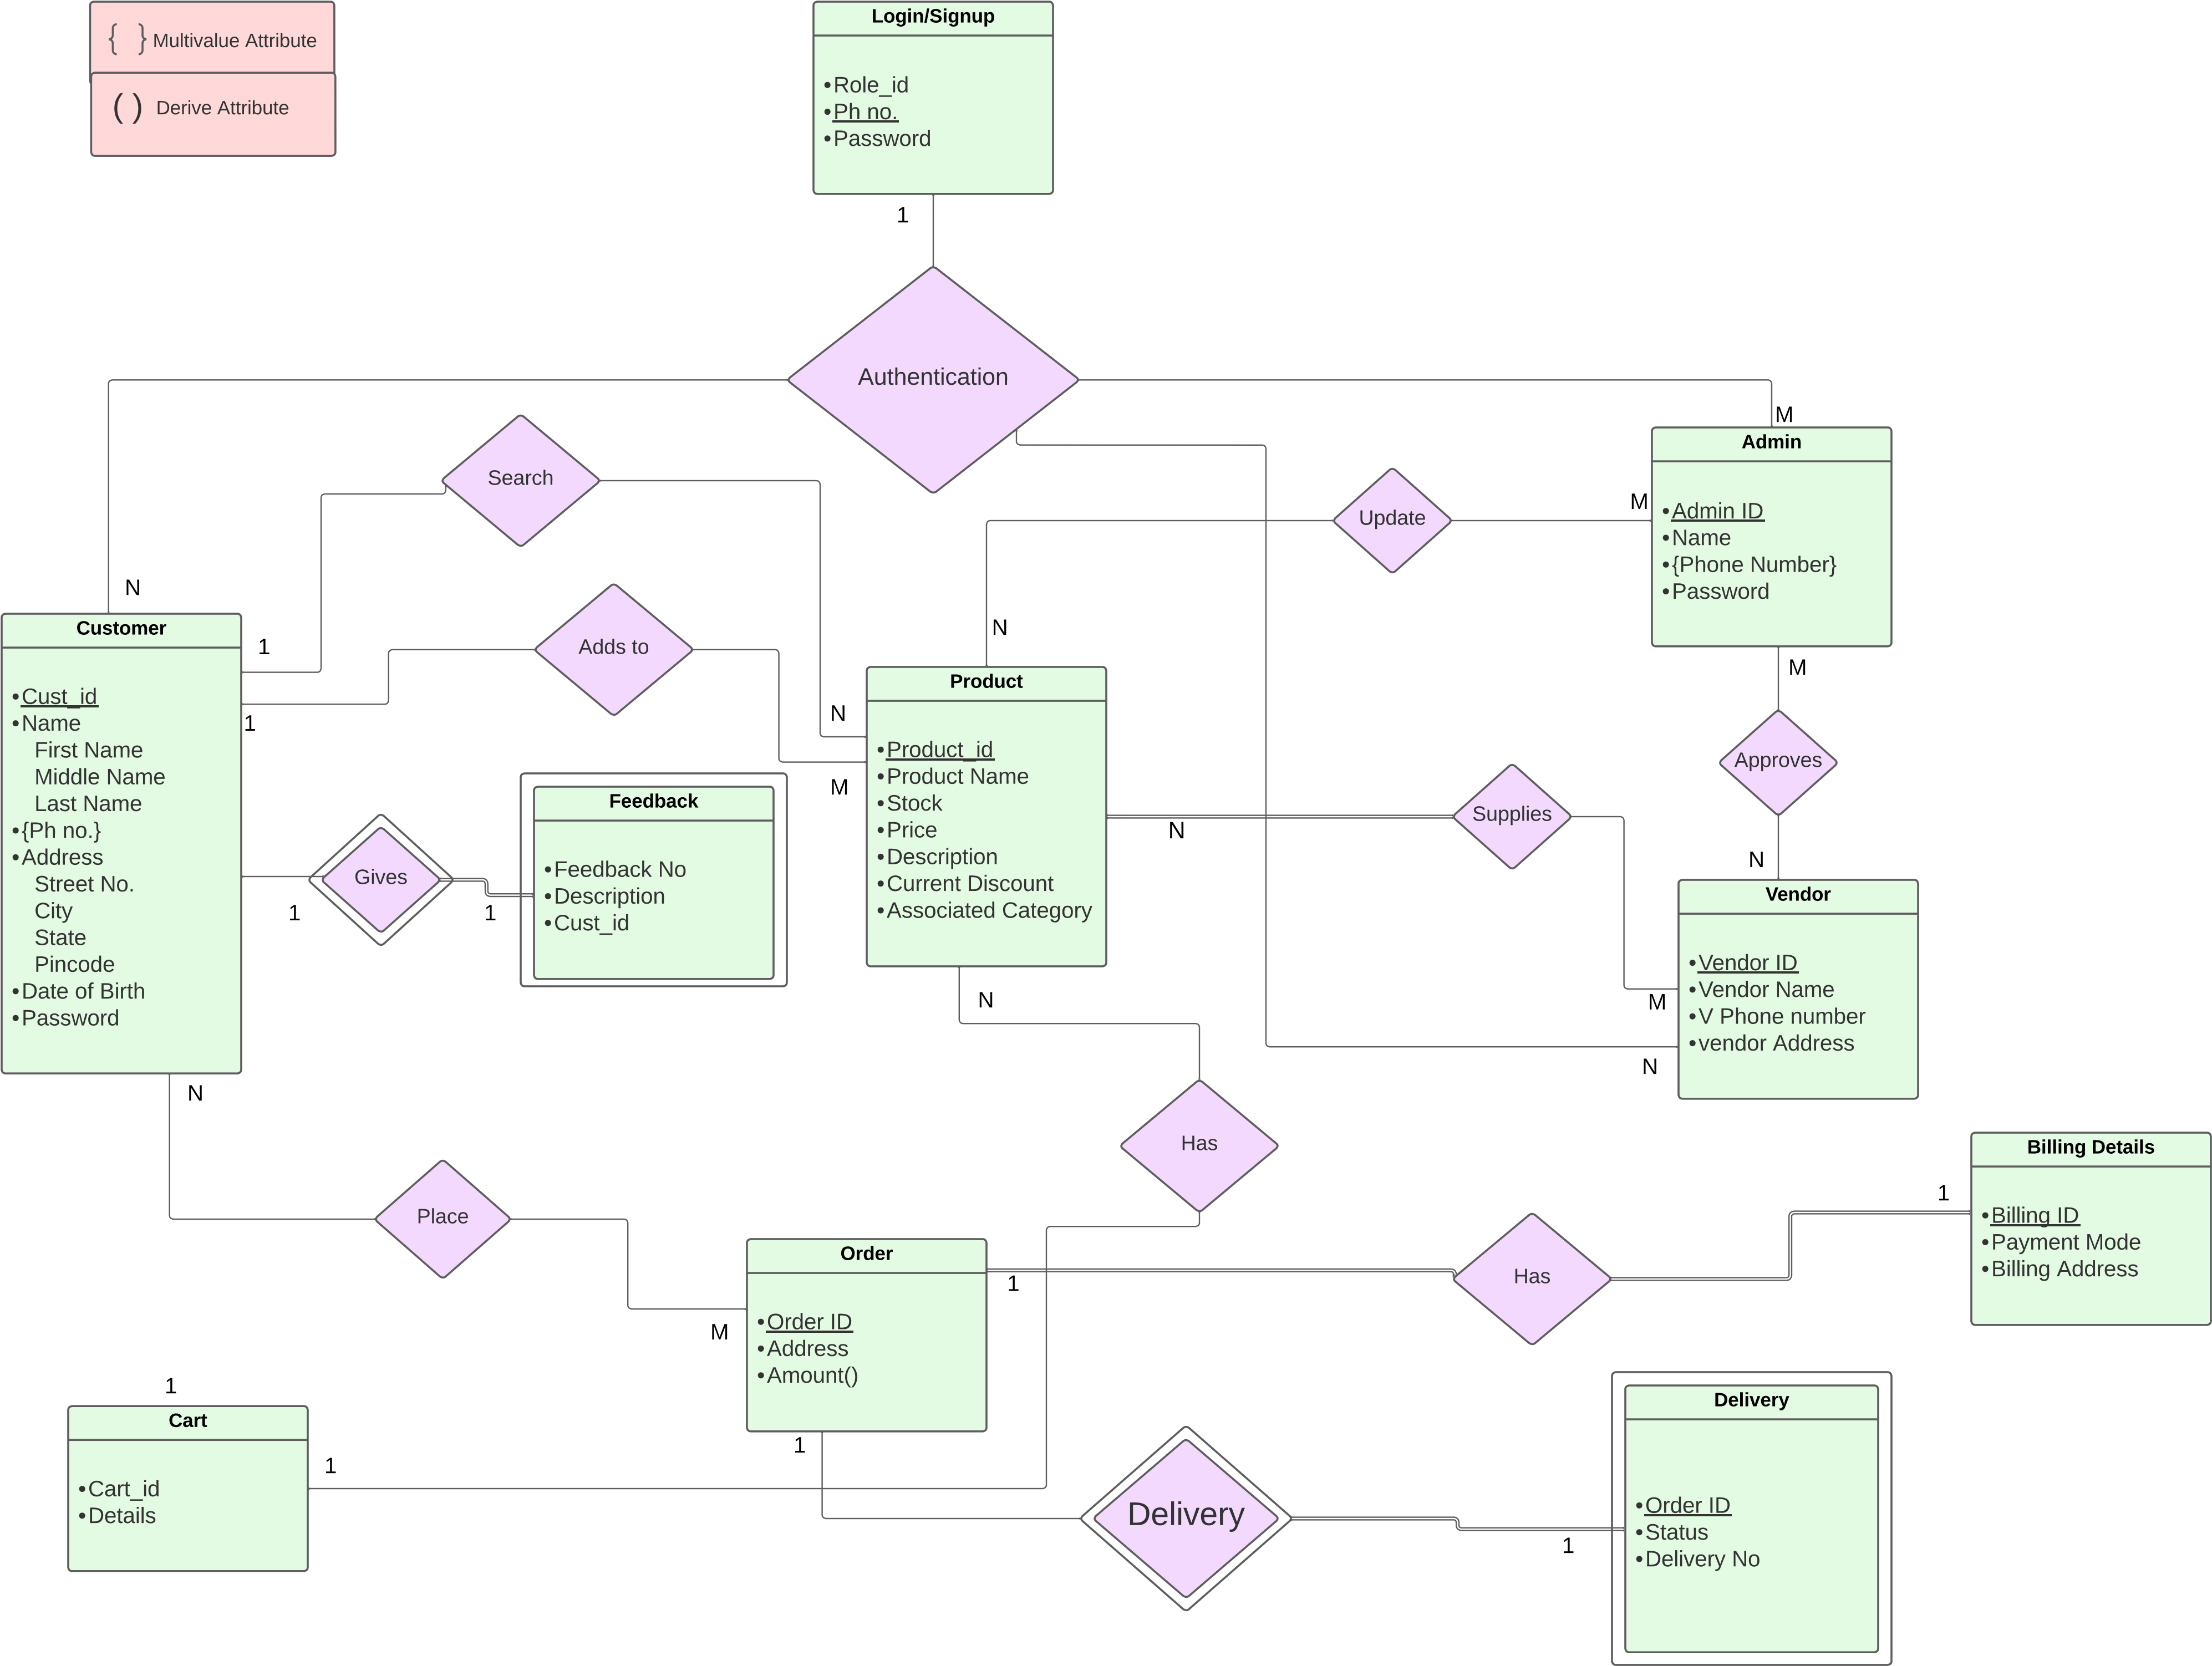 { } Multivalue Attribute
( ) Derive Attribute
Login/Signup
•Role_id
•Ph no.
•Password
1
Authentication
M
N
Search
1
N
Adds to
1
M
Update
M
N
Admin
•Admin ID
•Name
•{Phone Number}
•Password
M
Approves
N
Customer
•Cust_id
•Name
First Name
Middle Name
Last Name
•{Ph no.}
•Address
Street No.
City
State
Pincode
•Date of Birth
•Password
Gives
1
1
Feedback
•Feedback No
•Description
•Cust_id
Product
•Product_id
•Product Name
•Stock
•Price
•Description
•Current Discount
•Associated Category
Supplies
N
M
Vendor
•Vendor ID
•Vendor Name
•V Phone number
•vendor Address
N
N
Has
N
Place
M
Order
•Order ID
•Address
•Amount()
1
Has
1
Billing Details
•Billing ID
•Payment Mode
•Billing Address
1
Cart
•Cart_id
•Details
1
1
Delivery
1
Delivery
•Order ID
•Status
•Delivery No